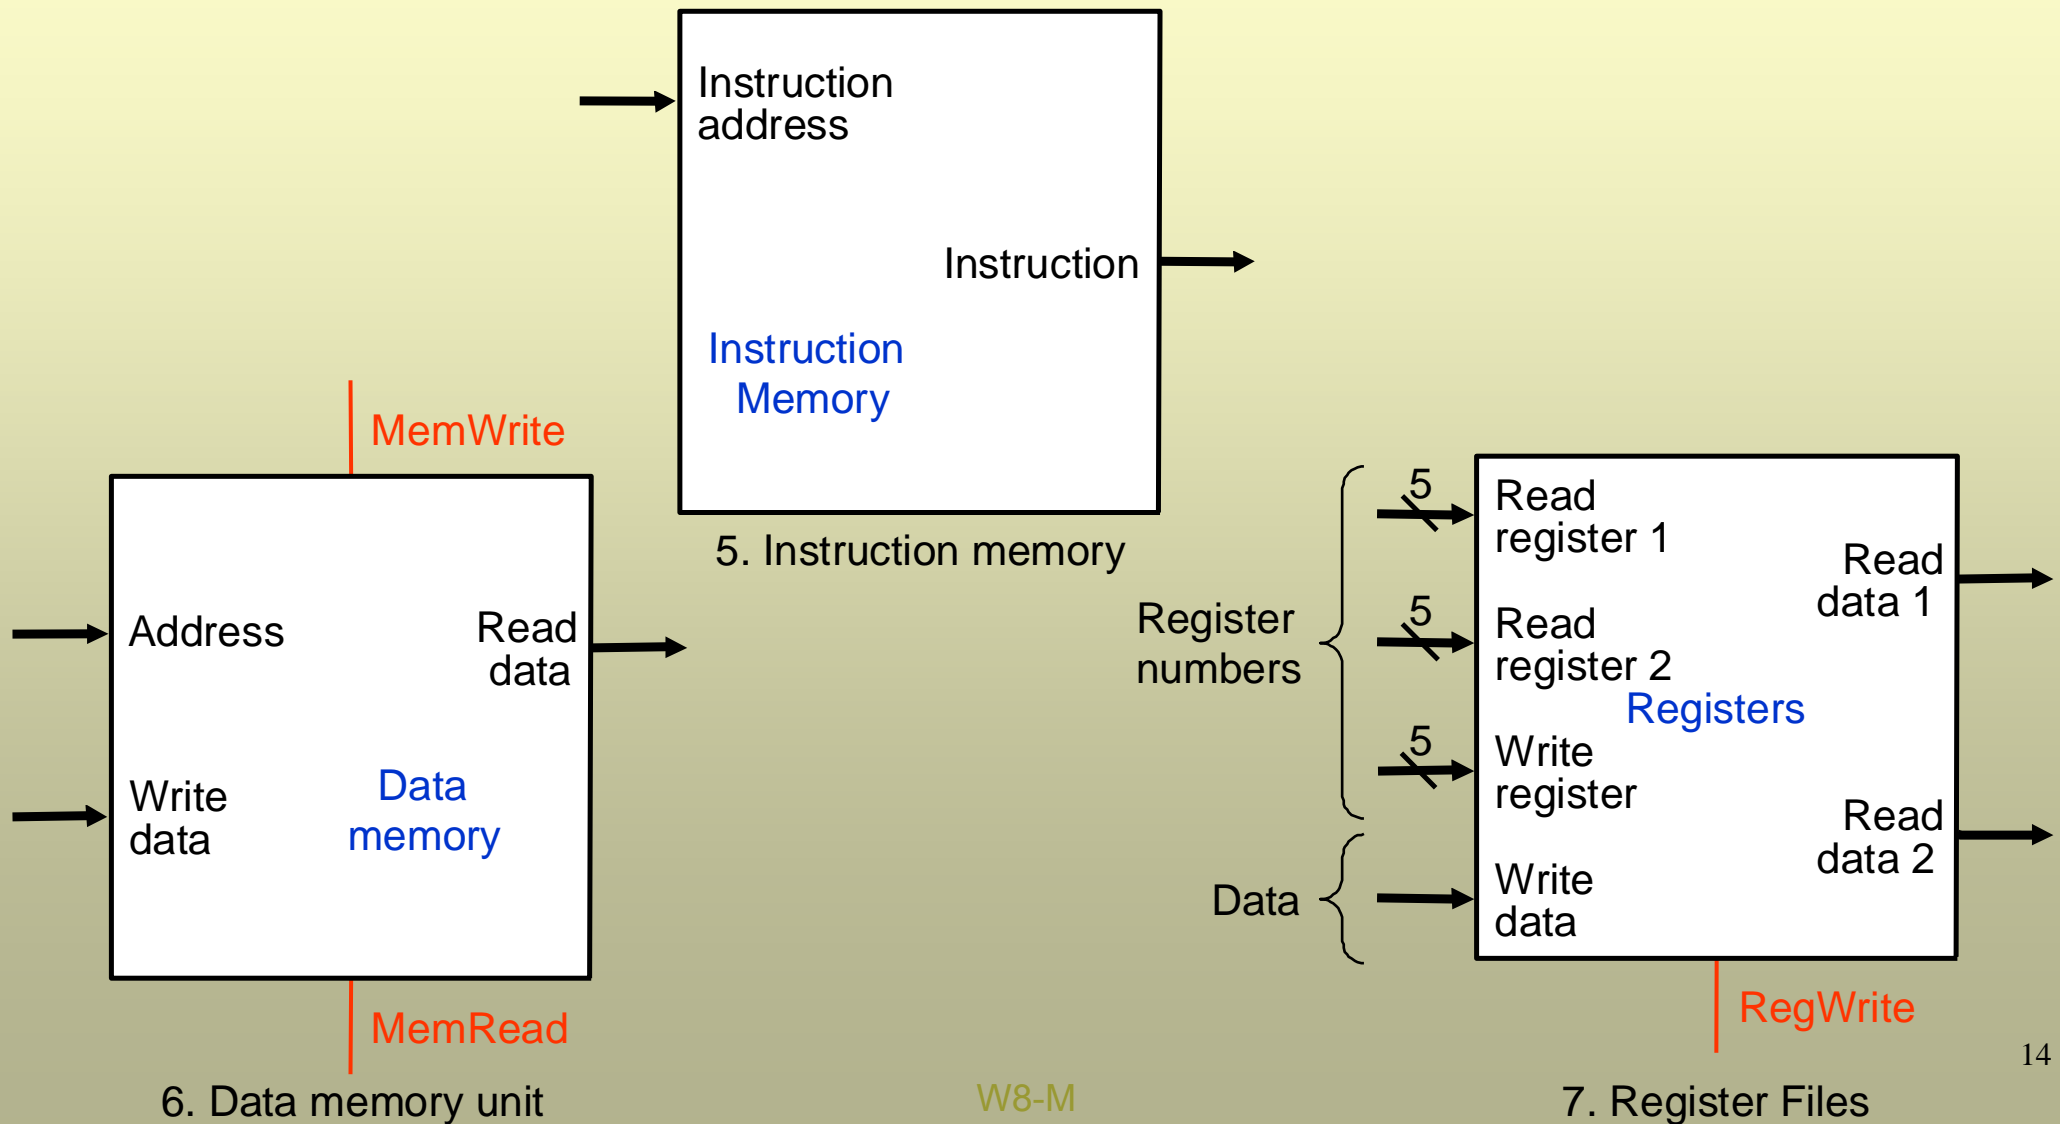 Instruction
address
Instruction
Instruction
Memory
5. Instruction memory
MemWrite
Address
Read
data
Write
data
Data
memory
MemRead
6. Data memory unit
Register
numbers
Data
5
Read
register 1
5
Read
register 2
5
Write
register
Write
data
Registers
Read
data 1
Read
data 2
RegWrite
7. Register Files
W8-M
14